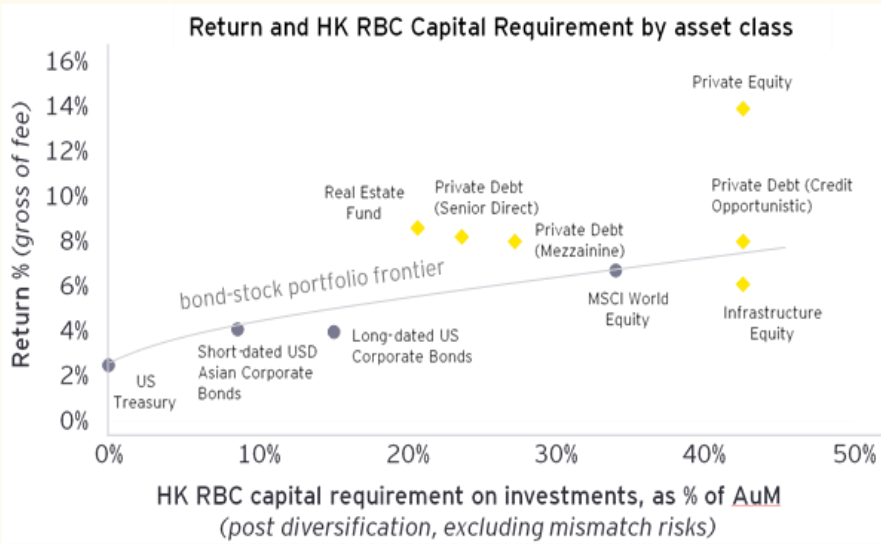 Return and HK RBC Capital Requirement by asset class
Return % (gross of fee)
16%
14%
12%
10%
8%
6%
4%
2%
0%
Private Equity
Real Estate
Fund
Private Debt
(Senior Direct)
Private Debt
(Mezzainine)
Private Debt (Credit
Opportunistic)
bond-stock portfolio frontier
MSCI World
Equity
Infrastructure
Equity
US
Treasury
Short-dated USD
Asian Corporate
Bonds
Long-dated US
Corporate Bonds
0%
10%
20%
30%
40%
50%
HK RBC capital requirement on investments, as % of AuM
(post diversification, excluding mismatch risks)